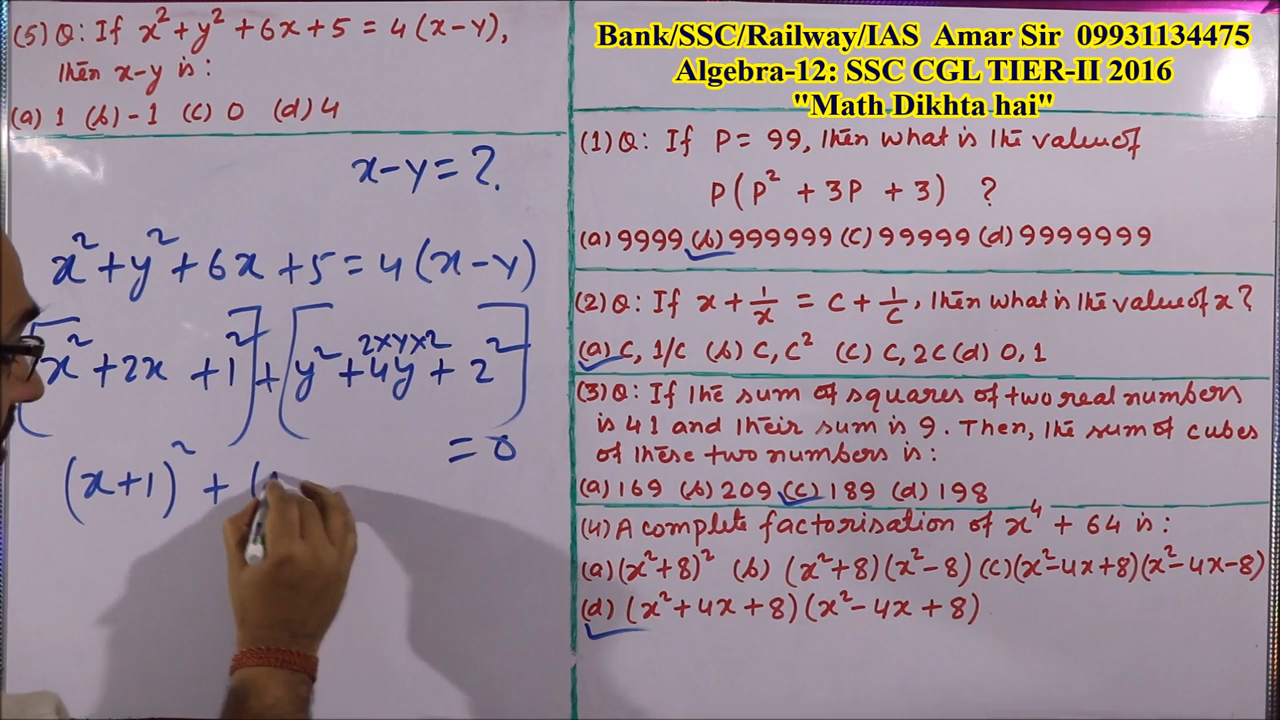 (5) Q: If x² + y² + 6x + 5 = 4(x-y),
then x-y is:
(a) 1 (b) -1 (c) 0 (d) 4
x-y = ?
x² + y² + 6x + 5 = 4(x-y)
[x² + 2x + 1²] + [y² + 4y + 2²]
2×y×2
= 0
(x+1)² + (
Bank/SSC/Railway/IAS Amar Sir 09931134475
Algebra-12: SSC CGL TIER-II 2016
"Math Dikhta hai"
(1) Q: If P = 99, then what is the value of
P(P² + 3P + 3) ?
(a) 9999 (b) 999999 (c) 99999 (d) 9999999
(2) Q: If x + 1/x = C + 1/C, then what is the value of x?
(a) C, 1/C (b) C, C² (c) C, 2C (d) 0, 1
(3) Q: If the sum of squares of two real numbers
is 41 and their sum is 9. Then, the sum of cubes
of these two numbers is:
(a) 169 (b) 209 (c) 189 (d) 198
(4) A complete factorisation of x⁴ + 64 is:
(a) (x²+8)² (b) (x²+8)(x²-8) (c) (x²-4x+8)(x²-4x-8)
(d) (x²+4x+8)(x²-4x+8)